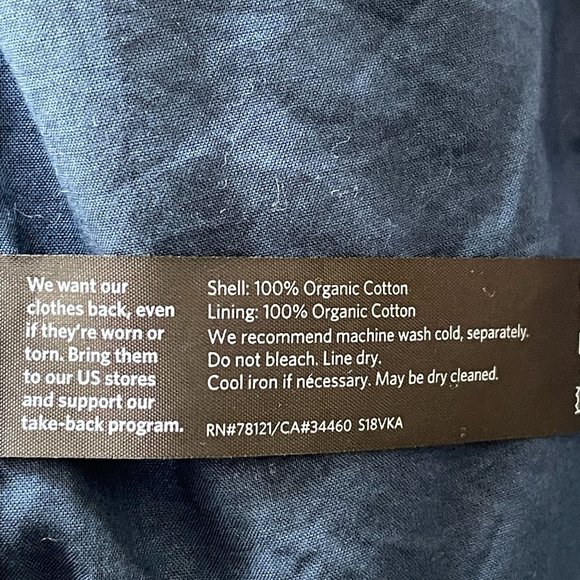 We want our
clothes back, even
if they're worn or
torn. Bring them
to our US stores
and support our
take-back program.
Shell: 100% Organic Cotton
Lining: 100% Organic Cotton
We recommend machine wash cold, separately.
Do not bleach. Line dry.
Cool iron if necessary. May be dry cleaned.
RN#78121/CA#34460 S18VKA